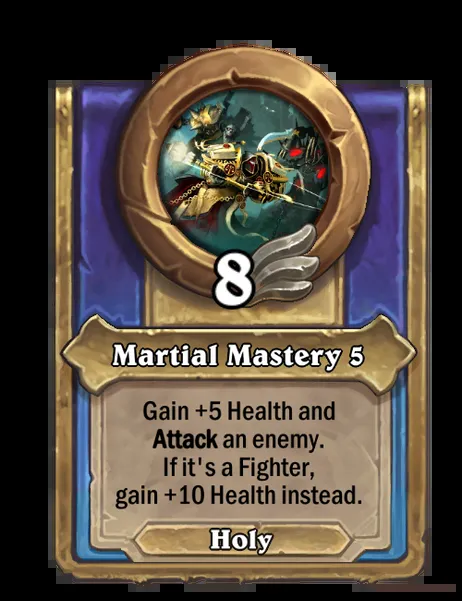 8
Martial Mastery 5
Gain +5 Health and
Attack an enemy.
If it's a Fighter,
gain +10 Health instead.
Holy